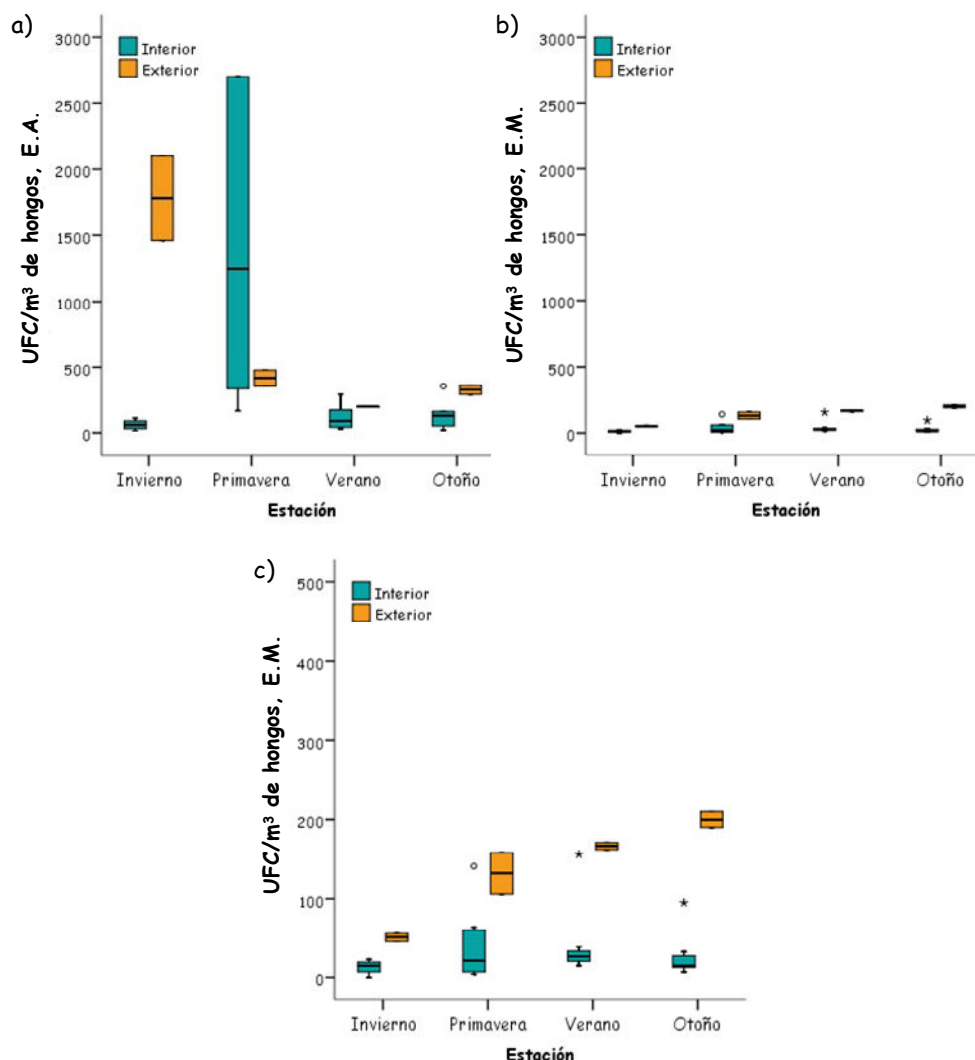 a)
UFC/m³ de hongos, E.A.
3000
2500
2000
1500
1000
500
0
Interior
Exterior
Invierno Primavera Verano Otoño
Estación
b)
UFC/m³ de hongos, E.M.
3000
2500
2000
1500
1000
500
0
Interior
Exterior
Invierno Primavera Verano Otoño
Estación
c)
UFC/m³ de hongos, E.M.
500
400
300
200
100
0
Interior
Exterior
Invierno Primavera Verano Otoño
Estación